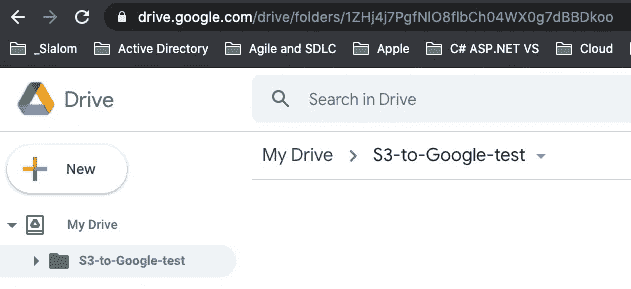 drive.google.com/drive/folders/1ZHj4j7PgfNlO8flbCh04WX0g7dBBDkoo
_Slalom Active Directory Agile and SDLC Apple C# ASP.NET VS Cloud
Drive Search in Drive
New My Drive S3-to-Google-test
My Drive
S3-to-Google-test